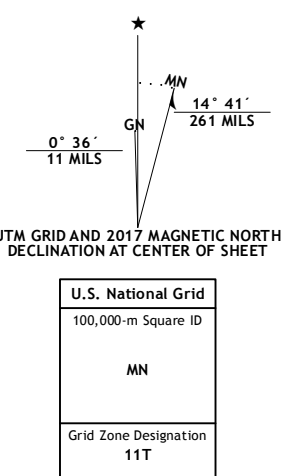 ★
MN
14° 41´
261 MILS
GN
0° 36´
11 MILS
UTM GRID AND 2017 MAGNETIC NORTH
DECLINATION AT CENTER OF SHEET
U.S. National Grid
100,000-m Square ID
MN
Grid Zone Designation
11T